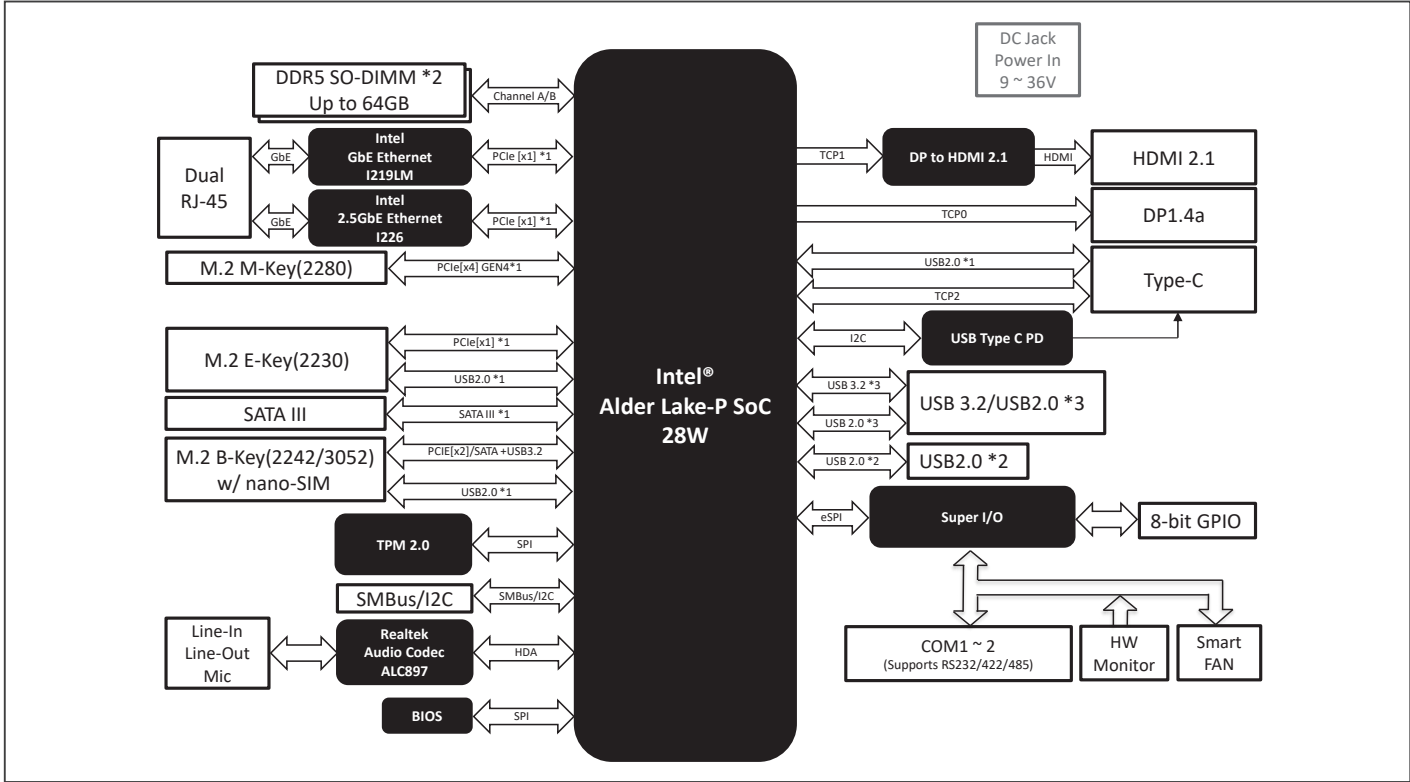 DC Jack
Power In
9 ~ 36V
DDR5 SO-DIMM *2
Up to 64GB
Channel A/B
Dual
RJ-45
GbE
Intel
GbE Ethernet
I219LM
PCIe [x1] *1
GbE
Intel
2.5GbE Ethernet
I226
PCIe [x1] *1
M.2 M-Key(2280)
PCIe[x4] GEN4*1
M.2 E-Key(2230)
PCIe[x1] *1
USB2.0 *1
SATA III
SATA III *1
M.2 B-Key(2242/3052)
w/ nano-SIM
PCIE[x2]/SATA +USB3.2
USB2.0 *1
TPM 2.0
SPI
SMBus/I2C
SMBus/I2C
Line-In
Line-Out
Mic
Realtek
Audio Codec
ALC897
HDA
BIOS
SPI
Intel®
Alder Lake-P SoC
28W
TCP1
DP to HDMI 2.1
HDMI
HDMI 2.1
TCP0
DP1.4a
USB2.0 *1
TCP2
Type-C
I2C
USB Type C PD
USB 3.2 *3
USB 2.0 *3
USB 3.2/USB2.0 *3
USB 2.0 *2
USB2.0 *2
eSPI
Super I/O
8-bit GPIO
COM1 ~ 2
(Supports RS232/422/485)
HW
Monitor
Smart
FAN